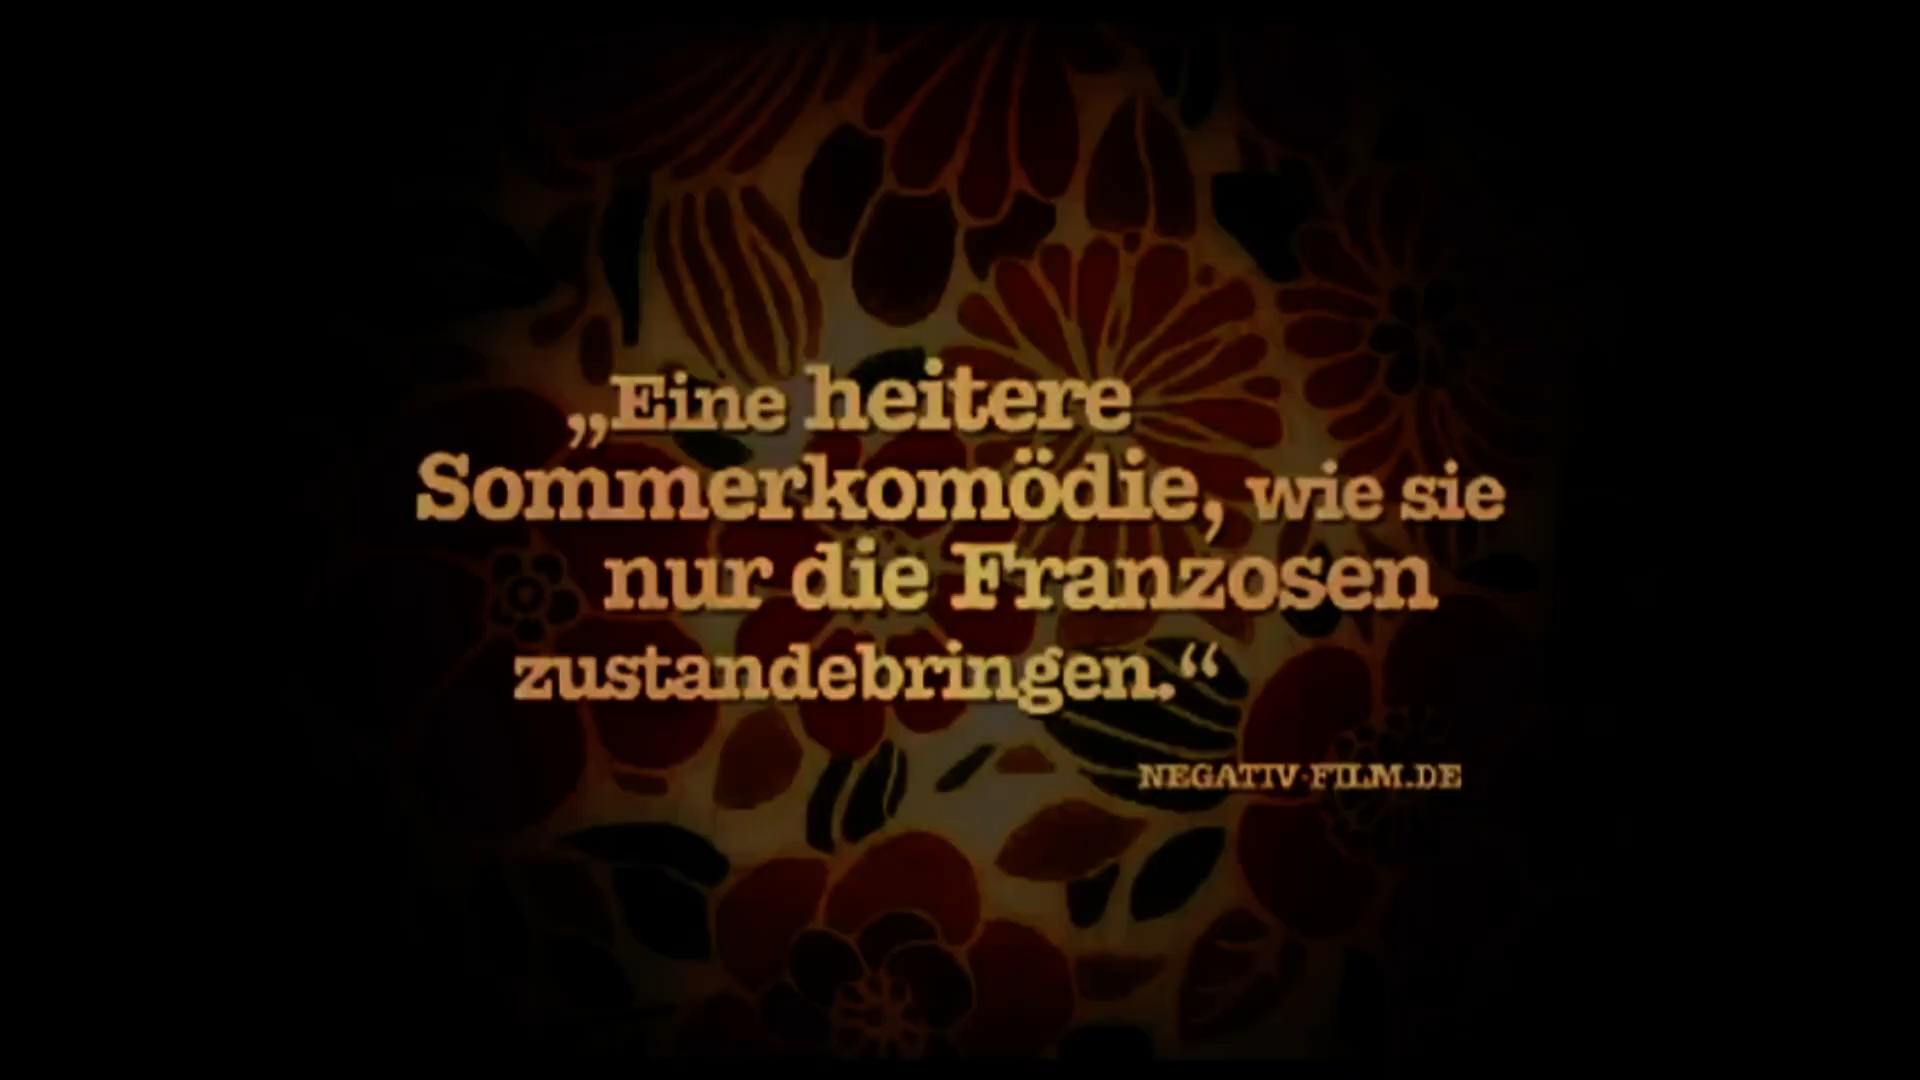 „Eine heitere
Sommerkomödie, wie sie
nur die Franzosen
zustandebringen.“
NEGATIV-FILM.DE